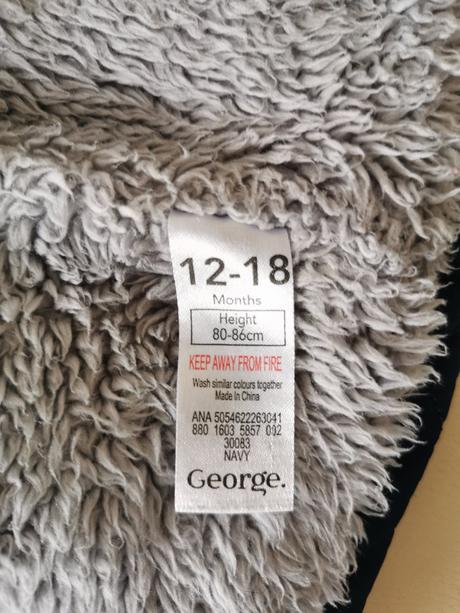 12-18
Months
Height
80-86cm
KEEP AWAY FROM FIRE
Wash similar colours together
Made In China
ANA 5054622263041
880 1603 5857 092
30083
NAVY
George.